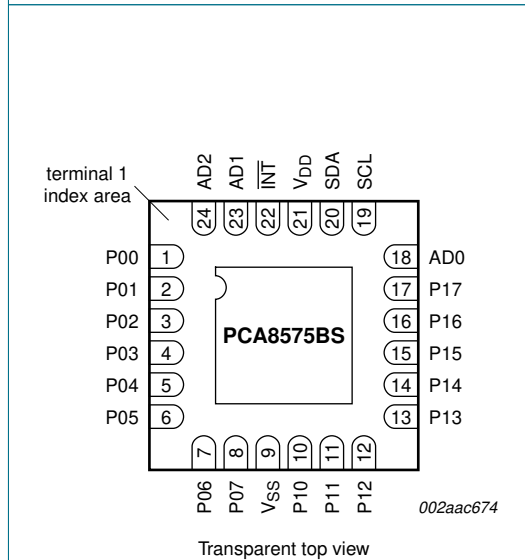 AD2 AD1 INT VDD SDA SCL
terminal 1
index area
24 23 22 21 20 19
P00 1 18 AD0
P01 2 17 P17
P02 3 16 P16
PCA8575BS
P03 4 15 P15
P04 5 14 P14
P05 6 13 P13
7 8 9 10 11 12
P06 P07 VSS P10 P11 P12
002aac674
Transparent top view